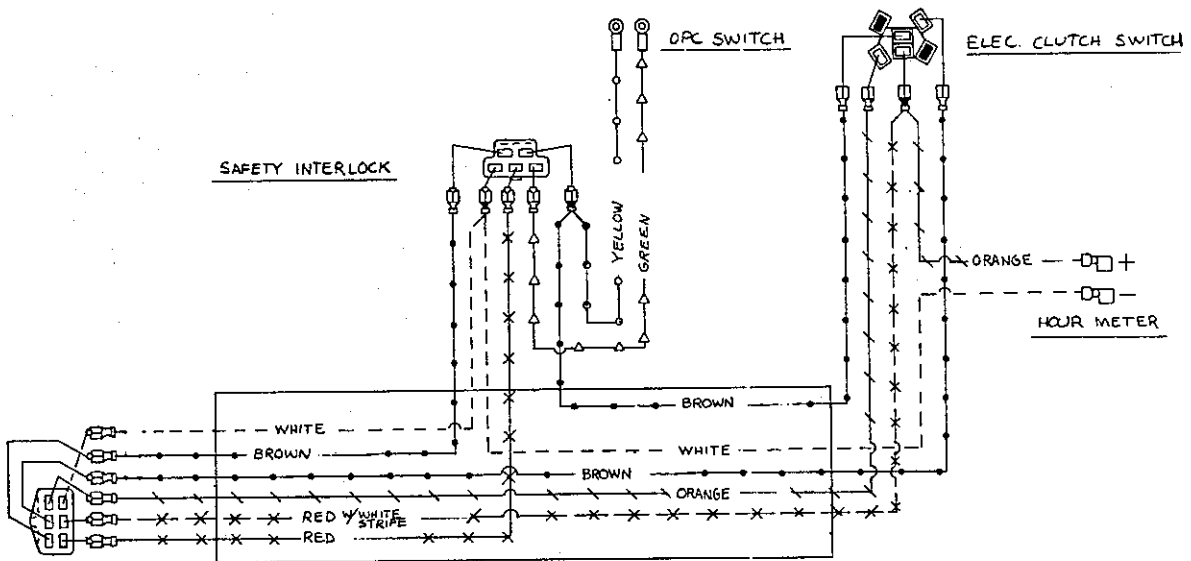 OPC SWITCH
ELEC. CLUTCH SWITCH
SAFETY INTERLOCK
YELLOW
GREEN
ORANGE
+
−
HOUR METER
BROWN
WHITE
WHITE
BROWN
BROWN
ORANGE
RED W/WHITE
STRIPE
RED